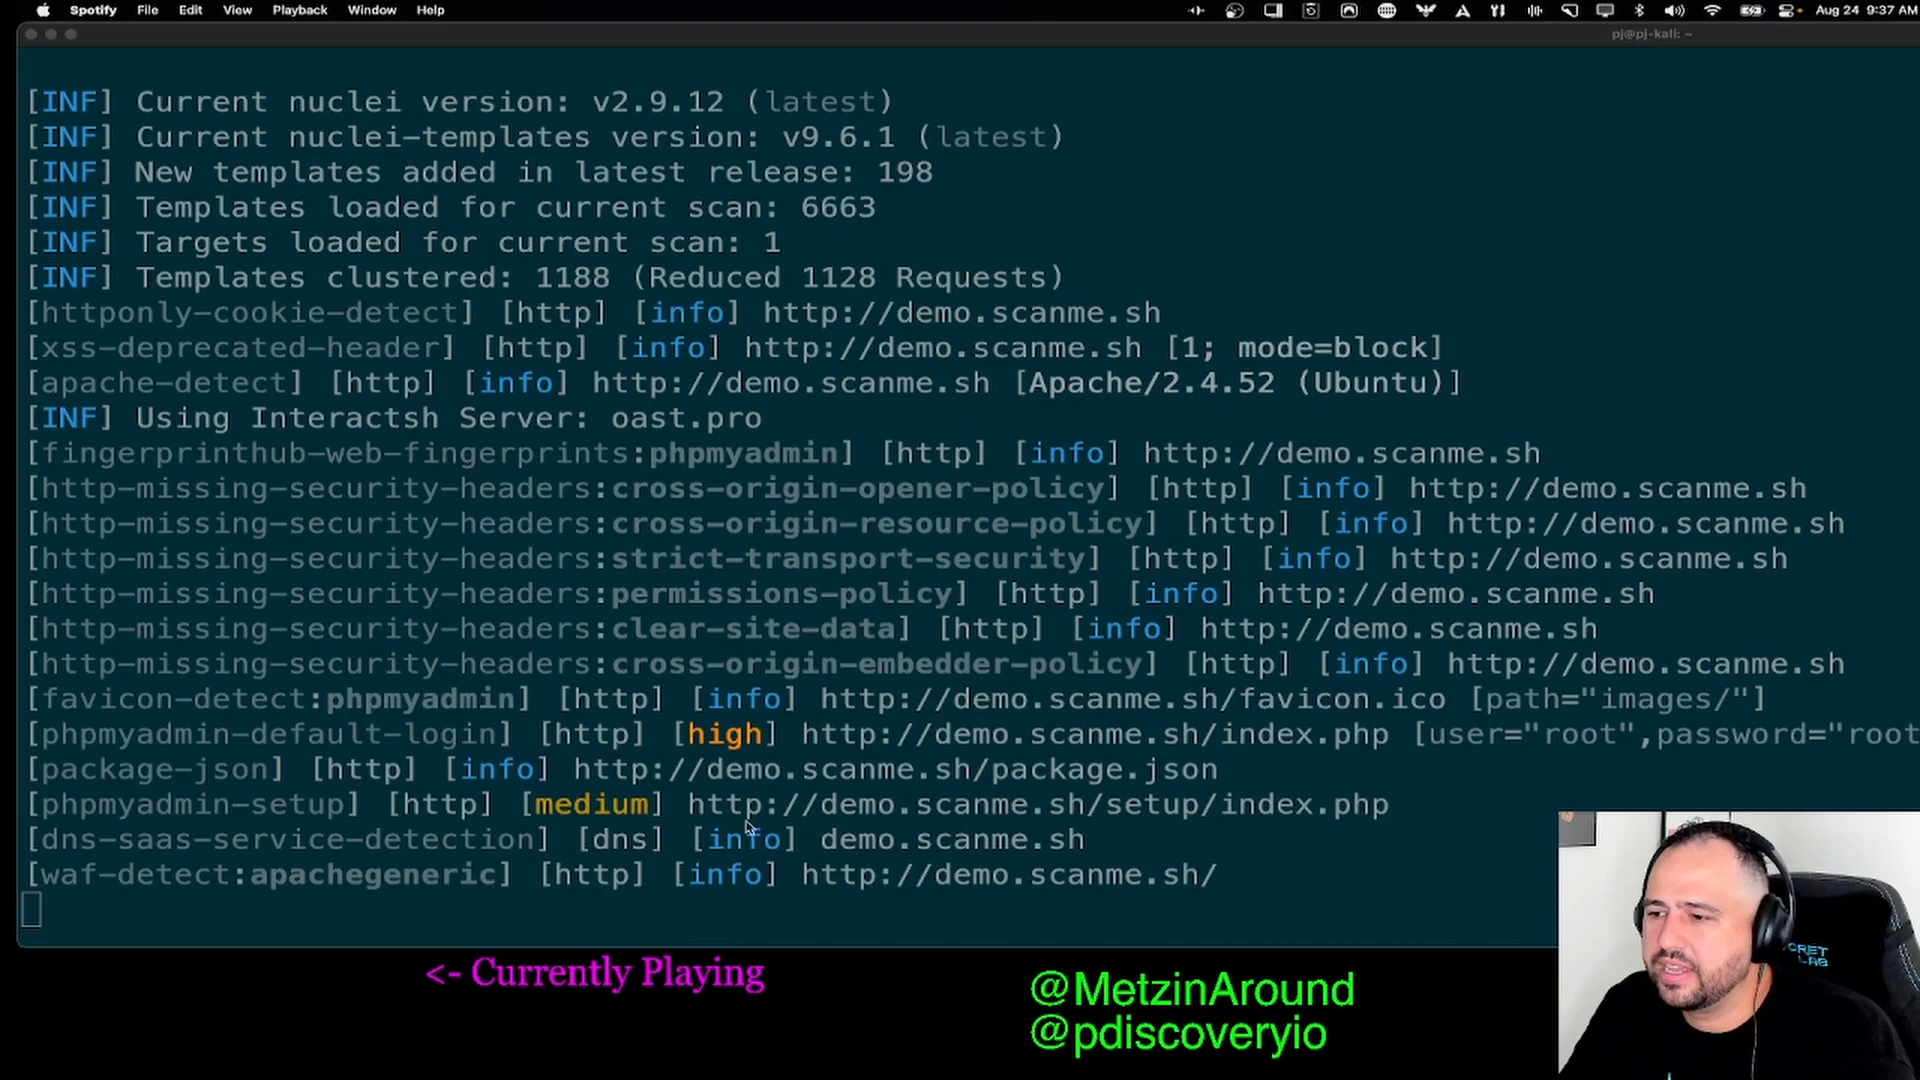 Spotify File Edit View Playback Window Help Aug 24 9:37 AM
pj@pj-kali: ~
[INF] Current nuclei version: v2.9.12 (latest)
[INF] Current nuclei-templates version: v9.6.1 (latest)
[INF] New templates added in latest release: 198
[INF] Templates loaded for current scan: 6663
[INF] Targets loaded for current scan: 1
[INF] Templates clustered: 1188 (Reduced 1128 Requests)
[httponly-cookie-detect] [http] [info] http://demo.scanme.sh
[xss-deprecated-header] [http] [info] http://demo.scanme.sh [1; mode=block]
[apache-detect] [http] [info] http://demo.scanme.sh [Apache/2.4.52 (Ubuntu)]
[INF] Using Interactsh Server: oast.pro
[fingerprinthub-web-fingerprints:phpmyadmin] [http] [info] http://demo.scanme.sh
[http-missing-security-headers:cross-origin-opener-policy] [http] [info] http://demo.scanme.sh
[http-missing-security-headers:cross-origin-resource-policy] [http] [info] http://demo.scanme.sh
[http-missing-security-headers:strict-transport-security] [http] [info] http://demo.scanme.sh
[http-missing-security-headers:permissions-policy] [http] [info] http://demo.scanme.sh
[http-missing-security-headers:clear-site-data] [http] [info] http://demo.scanme.sh
[http-missing-security-headers:cross-origin-embedder-policy] [http] [info] http://demo.scanme.sh
[favicon-detect:phpmyadmin] [http] [info] http://demo.scanme.sh/favicon.ico [path="images/"]
[phpmyadmin-default-login] [http] [high] http://demo.scanme.sh/index.php [user="root",password="root
[package-json] [http] [info] http://demo.scanme.sh/package.json
[phpmyadmin-setup] [http] [medium] http://demo.scanme.sh/setup/index.php
[dns-saas-service-detection] [dns] [info] demo.scanme.sh
[waf-detect:apachegeneric] [http] [info] http://demo.scanme.sh/
<- Currently Playing
@MetzinAround
@pdiscoveryio
CRET
LAB